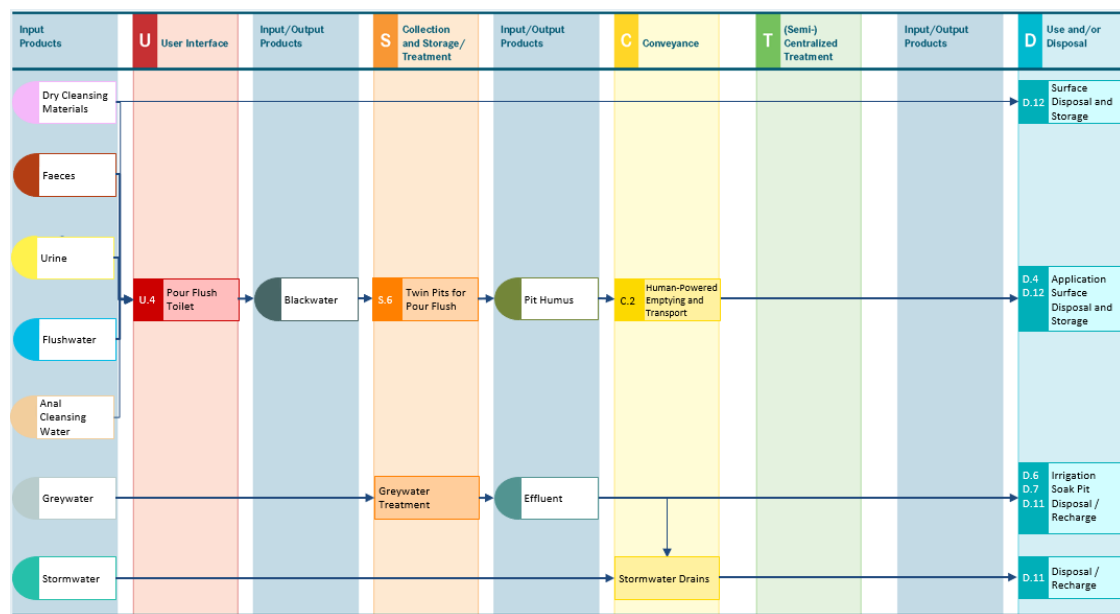 Input
Products
U User Interface
Input/Output
Products
S Collection
and Storage/
Treatment
Input/Output
Products
C Conveyance
T (Semi-)
Centralized
Treatment
Input/Output
Products
D Use and/or
Disposal
Dry Cleansing
Materials
D.12 Surface
Disposal and
Storage
Faeces
Urine
U.4 Pour Flush
Toilet
Blackwater
S.6 Twin Pits for
Pour Flush
Pit Humus
C.2 Human-Powered
Emptying and
Transport
D.4 Application
D.12 Surface
Disposal and
Storage
Flushwater
Anal
Cleansing
Water
Greywater
Greywater
Treatment
Effluent
D.6 Irrigation
D.7 Soak Pit
D.11 Disposal /
Recharge
Stormwater
Stormwater Drains
D.11 Disposal /
Recharge